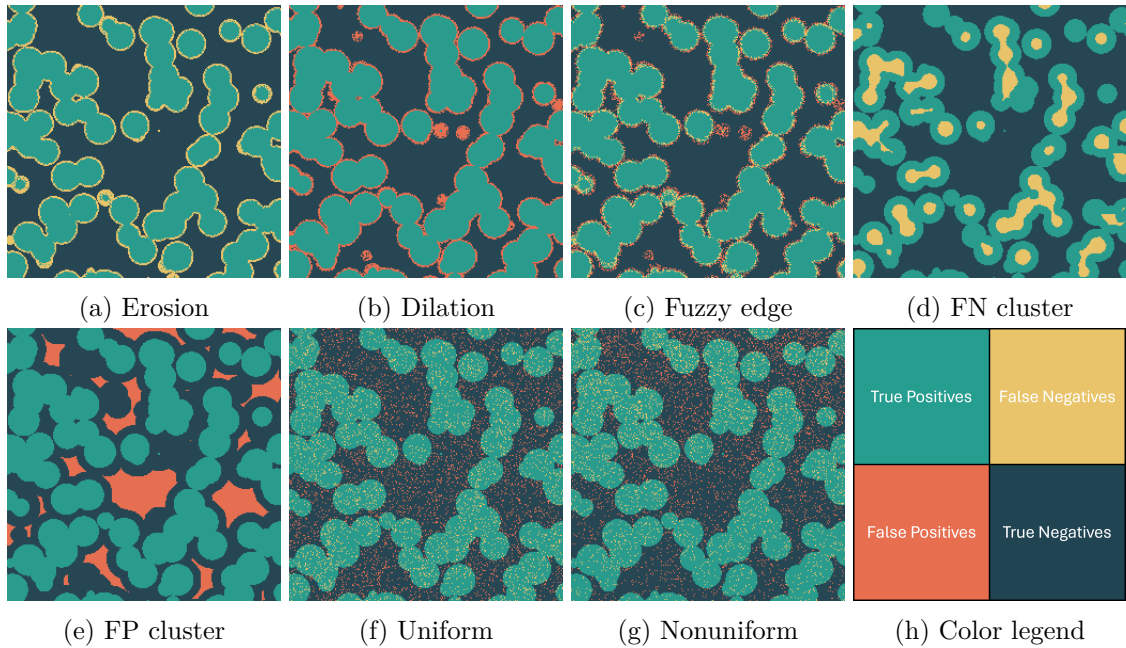 (a) Erosion
(b) Dilation
(c) Fuzzy edge
(d) FN cluster
True Positives
False Negatives
False Positives
True Negatives
(e) FP cluster
(f) Uniform
(g) Nonuniform
(h) Color legend